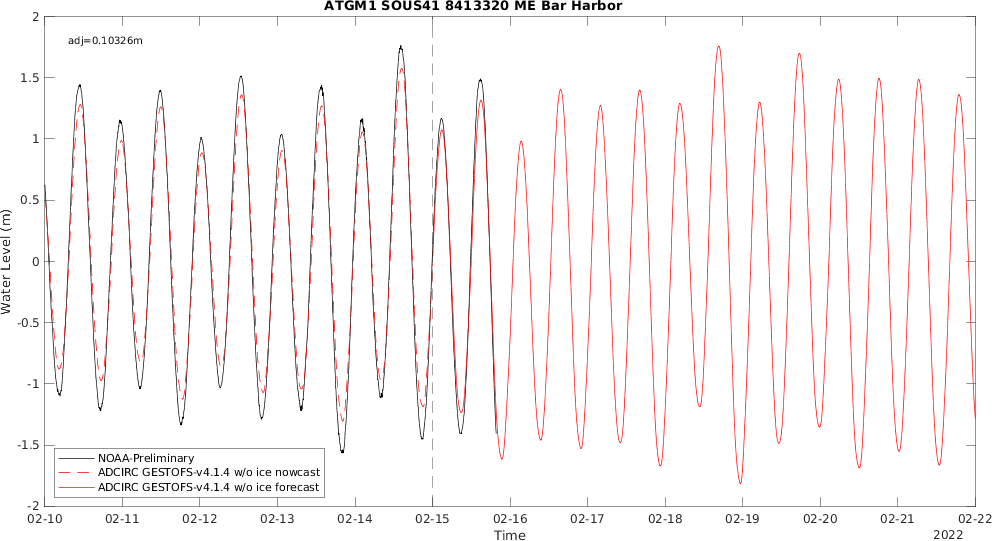 ATGM1 SOUS41 8413320 ME Bar Harbor
adj=0.10326m
2
1.5
1
0.5
0
-0.5
-1
-1.5
-2
Water Level (m)
NOAA-Preliminary
ADCIRC GESTOFS-v4.1.4 w/o ice nowcast
ADCIRC GESTOFS-v4.1.4 w/o ice forecast
02-10 02-11 02-12 02-13 02-14 02-15 02-16 02-17 02-18 02-19 02-20 02-21 02-22
Time
2022